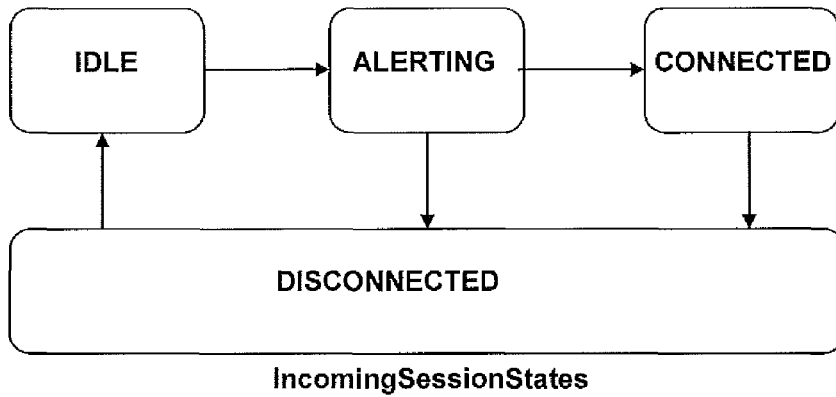 IDLE
ALERTING
CONNECTED
DISCONNECTED
IncomingSessionStates